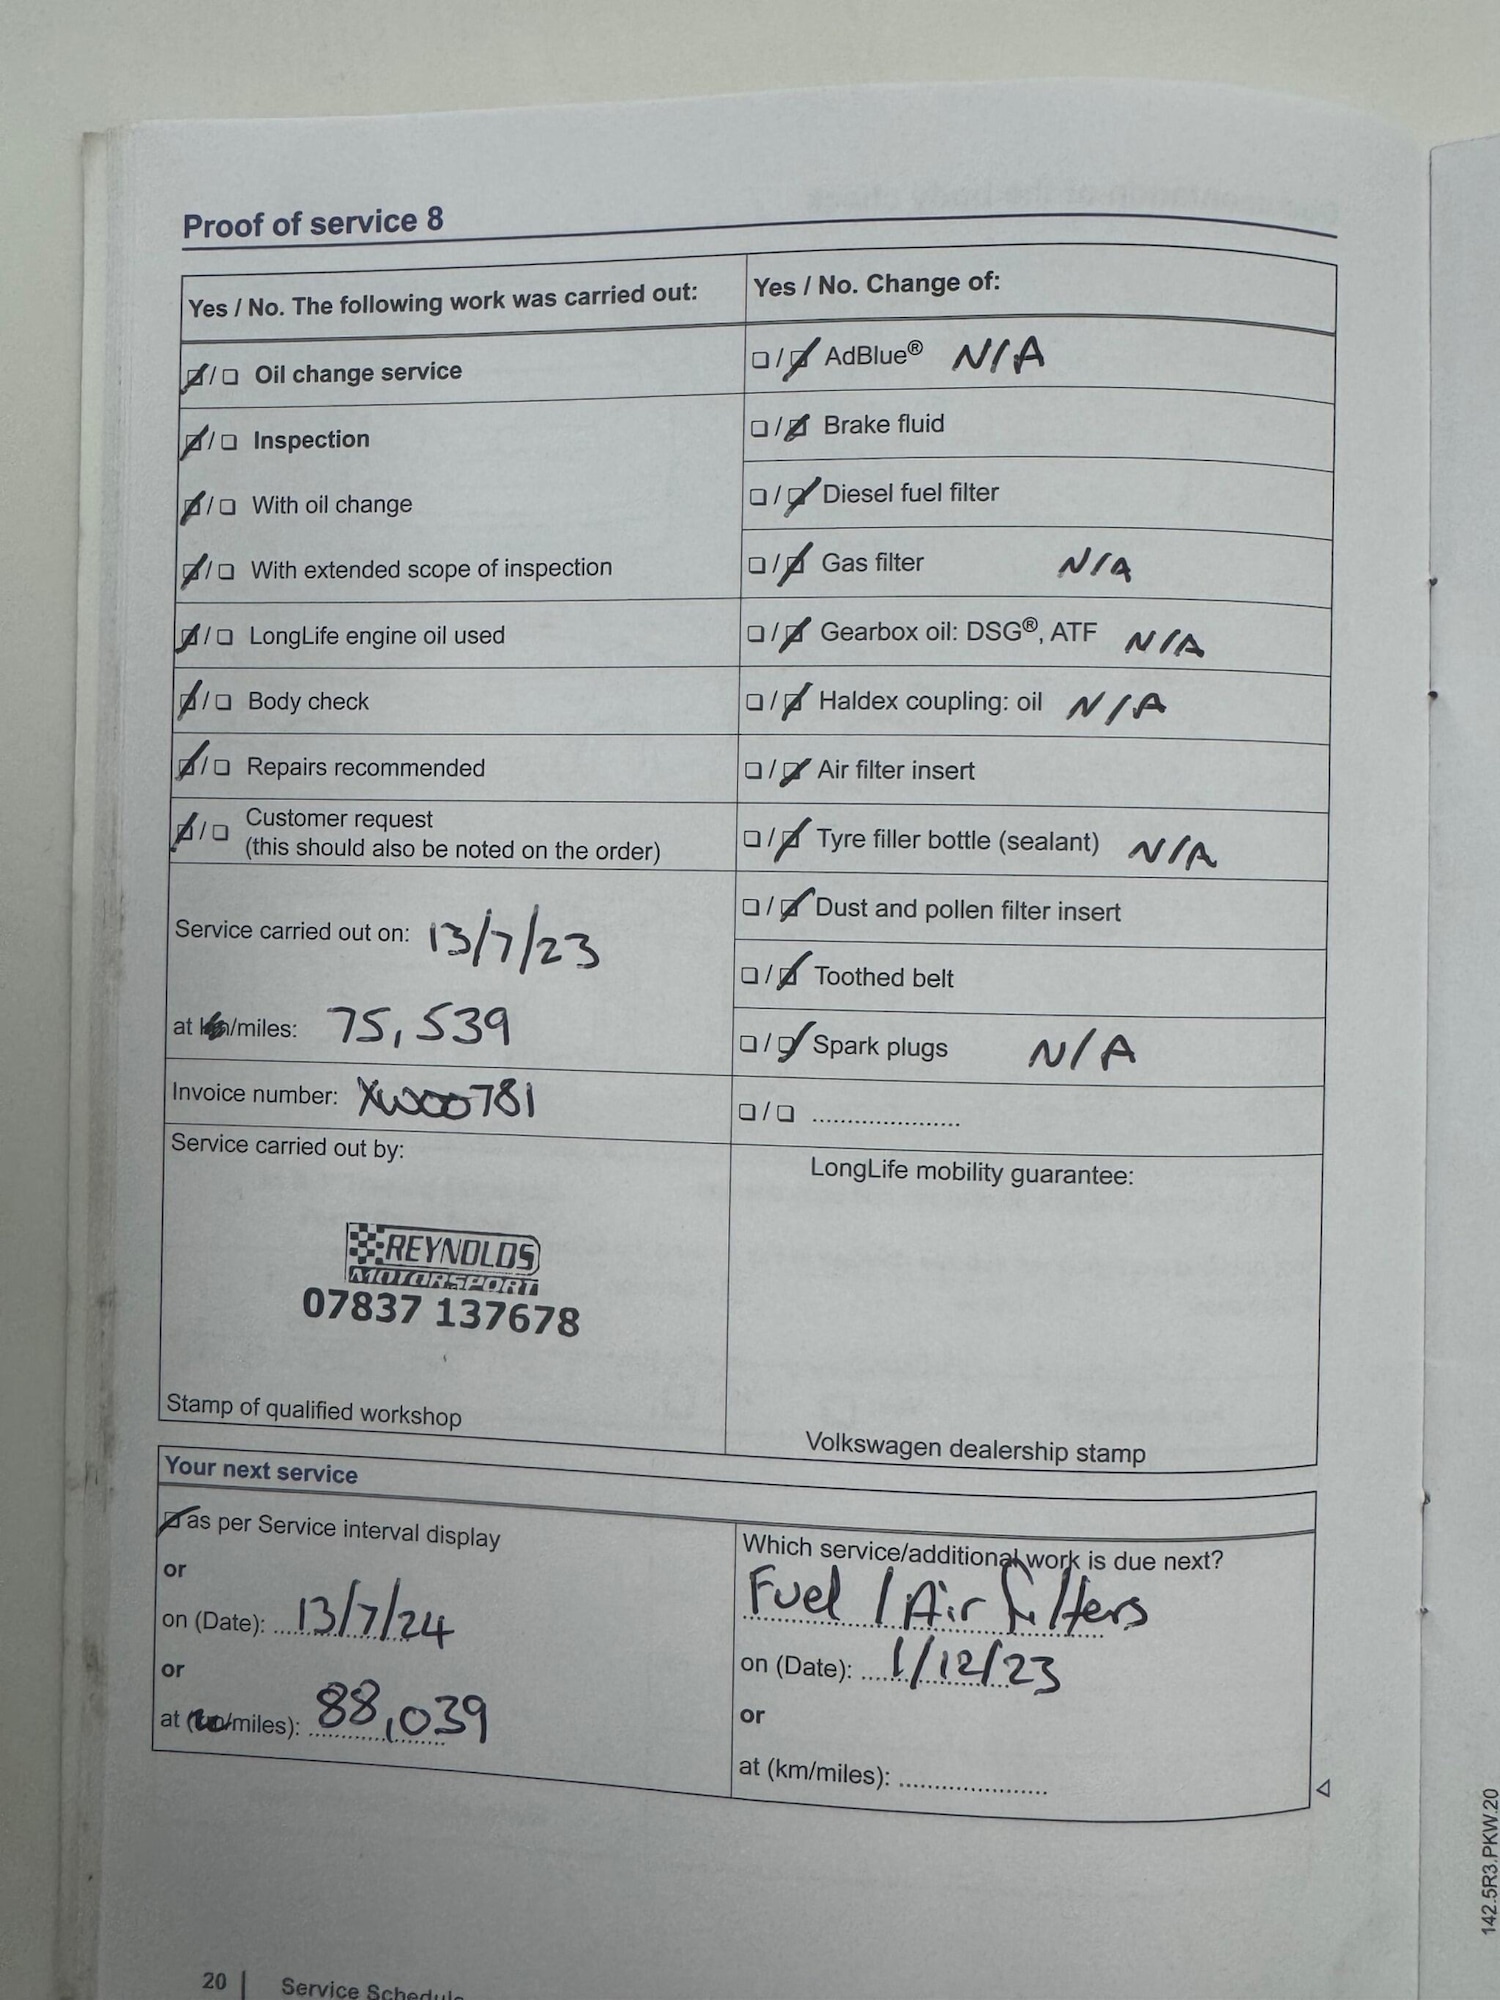 Proof of service 8
Yes / No. The following work was carried out:
☑/☐ Oil change service
☑/☐ Inspection
☑/☐ With oil change
☑/☐ With extended scope of inspection
☑/☐ LongLife engine oil used
☑/☐ Body check
☑/☐ Repairs recommended
☑/☐ Customer request
(this should also be noted on the order)
Service carried out on: 13/7/23
at km/miles: 75,539
Invoice number: XW000781
Service carried out by:
REYNOLDS
MOTORSPORT
07837 137678
Stamp of qualified workshop
Yes / No. Change of:
☐/☑ AdBlue® N/A
☐/☑ Brake fluid
☐/☑ Diesel fuel filter
☐/☑ Gas filter N/A
☐/☑ Gearbox oil: DSG®, ATF N/A
☐/☑ Haldex coupling: oil N/A
☐/☑ Air filter insert
☐/☑ Tyre filler bottle (sealant) N/A
☐/☑ Dust and pollen filter insert
☐/☑ Toothed belt
☐/☑ Spark plugs N/A
☐/☐ ......................
LongLife mobility guarantee:
Volkswagen dealership stamp
Your next service
☑ as per Service interval display
or
on (Date): 13/7/24
or
at (km/miles): 88,039
Which service/additional work is due next?
Fuel / Air filters
on (Date): 1/12/23
or
at (km/miles): ......................
20 | Service Schedule
142.5R3.PKW.20